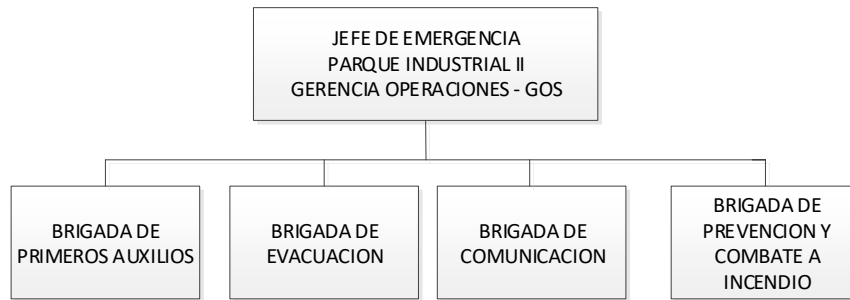 JEFE DE EMERGENCIA
PARQUE INDUSTRIAL II
GERENCIA OPERACIONES - GOS
BRIGADA DE
PRIMEROS AUXILIOS
BRIGADA DE
EVACUACION
BRIGADA DE
COMUNICACION
BRIGADA DE
PREVENCION Y
COMBATE A
INCENDIO